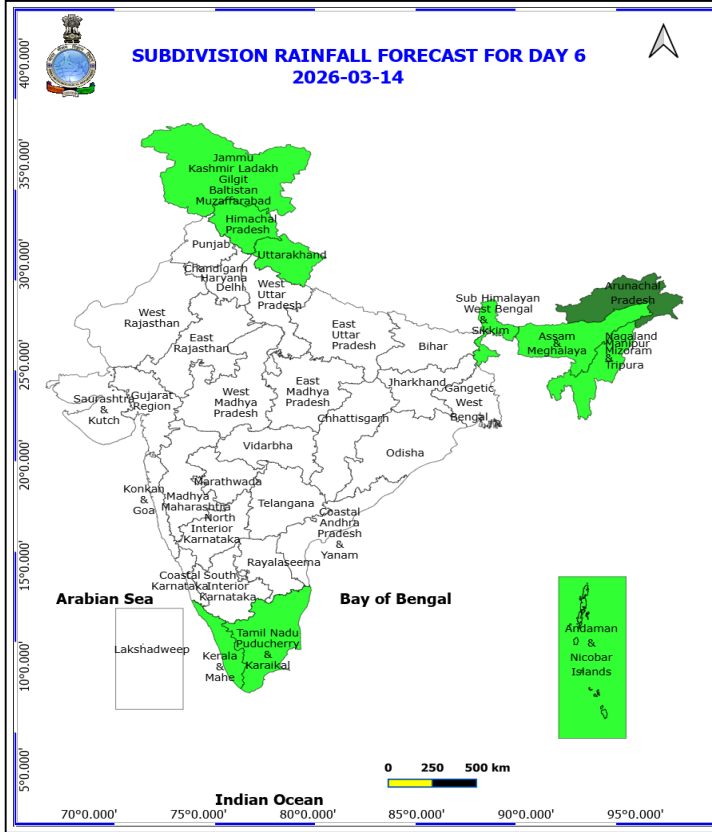 SUBDIVISION RAINFALL FORECAST FOR DAY 6
2026-03-14
40°0.000'
35°0.000'
30°0.000'
25°0.000'
20°0.000'
15°0.000'
10°0.000'
5°0.000'
Jammu
Kashmir Ladakh
Gilgit
Baltistan
Muzaffarabad
Himachal
Pradesh
Punjab
Uttarakhand
Chandigarh
Haryana
Delhi
West
Uttar
Pradesh
West
Rajasthan
East
Rajasthan
East
Uttar
Pradesh
Bihar
Sub Himalayan
West Bengal
&
Sikkim
Arunachal
Pradesh
Assam
&
Meghalaya
Nagaland
Manipur
Mizoram
&
Tripura
Saurashtra
&
Kutch
Gujarat
Region
West
Madhya
Pradesh
East
Madhya
Pradesh
Jharkhand
Gangetic
West
Bengal
Chhattisgarh
Odisha
Vidarbha
Konkan
&
Goa
Marathwada
Madhya
Maharashtra
North
Interior
Karnataka
Telangana
Coastal
Andhra
Pradesh
&
Yanam
Rayalaseema
Coastal
Karnataka
South
Interior
Karnataka
Arabian Sea
Bay of Bengal
Lakshadweep
Kerala
&
Mahe
Tamil Nadu
Puducherry
&
Karaikal
Andaman
&
Nicobar
Islands
0 250 500 km
Indian Ocean
70°0.000' 75°0.000' 80°0.000' 85°0.000' 90°0.000' 95°0.000'